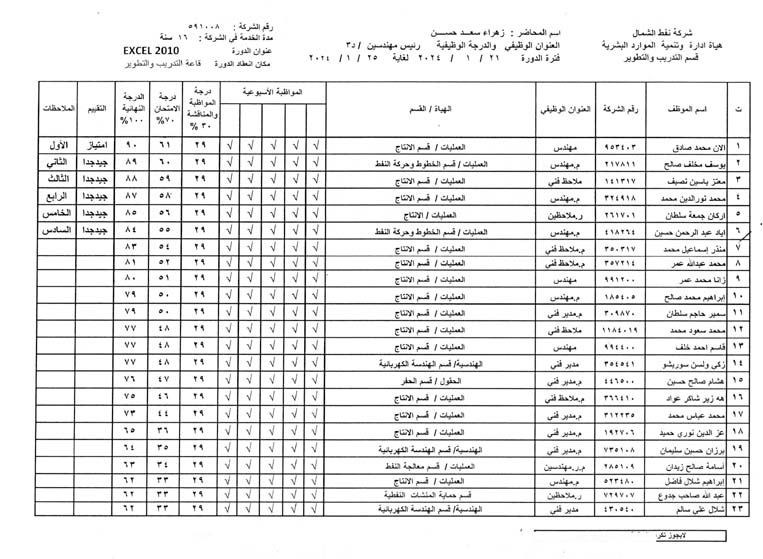 شركة نفط الشمال
هيأة ادارة وتنمية الموارد البشرية
قسم التدريب والتطوير
اسم المحاضر : زهراء سعد حسن
العنوان الوظيفي والدرجة الوظيفية رئيس مهندسين / د٣
فترة الدورة ٢١ / ١ / ٢٠٢٤ لغاية ٢٥ / ١ / ٢٠٢٤
رقم الشركة : ٥٩١٠٠٨
مدة الخدمة في الشركة : ١٦ سنة
عنوان الدورة EXCEL 2010
مكان انعقاد الدورة قاعة التدريب والتطوير
ت اسم الموظف رقم الشركة العنوان الوظيفي الهيأة / القسم المواظبة الأسبوعية درجة المواظبة والمناقشة ٣٠ % درجة الامتحان ٧٠% الدرجة النهائية ١٠٠% التقييم الملاحظات
١ الان محمد صادق ٩٥٣٤٠٣ مهندس العمليات / قسم الانتاج √ √ √ √ √ ٢٩ ٦١ ٩٠ امتياز الأول
٢ يوسف مخلف صالح ٢١٧٨١١ م.مهندس العمليات / قسم الخطوط وحركة النفط √ √ √ √ √ ٢٩ ٦٠ ٨٩ جيدجدا الثاني
٣ معتز ياسين نصيف ١٤١٣١٧ ملاحظ فني العمليات / قسم الانتاج √ √ √ √ √ ٢٩ ٥٩ ٨٨ جيدجدا الثالث
٤ محمد نورالدين محمد ٣٢٤٩١٨ م.مهندس العمليات / قسم الانتاج √ √ √ √ √ ٢٩ ٥٨ ٨٧ جيدجدا الرابع
٥ اركان جمعة سلطان ٢٦١٧٠١ ر.ملاحظين العمليات / الانتاج √ √ √ √ √ ٢٩ ٥٦ ٨٥ جيدجدا الخامس
٦ اياد عبد الرحمن حسين ٤١٨٢٦٤ م.مهندس العمليات / قسم الخطوط وحركة النفط √ √ √ √ √ ٢٩ ٥٥ ٨٤ جيدجدا السادس
٧ منذر إسماعيل محمد ٣٥٠٣١٧ م.ملاحظ فني العمليات / قسم الانتاج √ √ √ √ √ ٢٩ ٥٤ ٨٣
٨ محمد عبدالله عمر ٣٥٧٢١٤ م.ملاحظ فني العمليات / قسم الانتاج √ √ √ √ √ ٢٩ ٥٢ ٨١
٩ زانا محمد عمر ٩٩١٢٠٠ مهندس العمليات / قسم الانتاج √ √ √ √ √ ٢٩ ٥١ ٨٠
١٠ إبراهيم محمد صالح ١٨٥٤٠٥ م.مهندس العمليات / قسم الانتاج √ √ √ √ √ ٢٩ ٥٠ ٧٩
١١ سمير حاجم سلطان ٣٠٩٨٧٠ م.مدير فني العمليات / قسم الانتاج √ √ √ √ √ ٢٩ ٥٠ ٧٩
١٢ محمد سعود محمد ١١٨٤٠١٩ ملاحظ فني العمليات / قسم الانتاج √ √ √ √ √ ٢٩ ٤٨ ٧٧
١٣ قاسم احمد خلف ٩٩٤٤٠٠ مهندس العمليات / قسم الانتاج √ √ √ √ √ ٢٩ ٤٨ ٧٧
١٤ زكي ولسن سوريشو ٣٥٤٥٤١ مدير فني الهندسية/ قسم الهندسة الكهربائية √ √ √ √ √ ٢٩ ٤٨ ٧٧
١٥ هشام صالح حسين ٤٤٦٥٠٠ م.مدير فني الحقول / قسم الحفر √ √ √ √ √ ٢٩ ٤٧ ٧٦
١٦ هه زير شاكر عواد ٣٦٦٤١٠ م.ملاحظ فني العمليات / قسم الانتاج √ √ √ √ √ ٢٩ ٤٦ ٧٥
١٧ محمد عباس محمد ٣١٢٢٣٥ م.مدير فني العمليات / قسم الانتاج √ √ √ √ √ ٢٩ ٤٤ ٧٣
١٨ عز الدين نوري حميد ١٩٢٧٠٦ م.مدير فني العمليات / قسم الانتاج √ √ √ √ √ ٢٩ ٣٦ ٦٥
١٩ برزان حسين سليمان ٧٣٥١٠٨ م.مدير فني الهندسية/ قسم الهندسة الكهربائية √ √ √ √ √ ٢٩ ٣٥ ٦٤
٢٠ أسامة صالح زيدان ٢٨٥١٠٩ م.ر.مهندسين العمليات / قسم معالجة النفط √ √ √ √ √ ٢٩ ٣٤ ٦٣
٢١ إبراهيم شلال فاضل ٥٢٣٤٨٠ م.مهندس العمليات / قسم الانتاج √ √ √ √ √ ٢٩ ٣٣ ٦٢
٢٢ عبد الله صاحب جدوع ٧٢٩٧٠٧ ر.ملاحظين قسم حماية المنشات النفطية √ √ √ √ √ ٢٩ ٣٣ ٦٢
٢٣ شلال علي سالم ٤٣٠٥٤٠ مدير فني الهندسية/ قسم الهندسة الكهربائية √ √ √ √ √ ٢٩ ٣٣ ٦٢
لايجوز